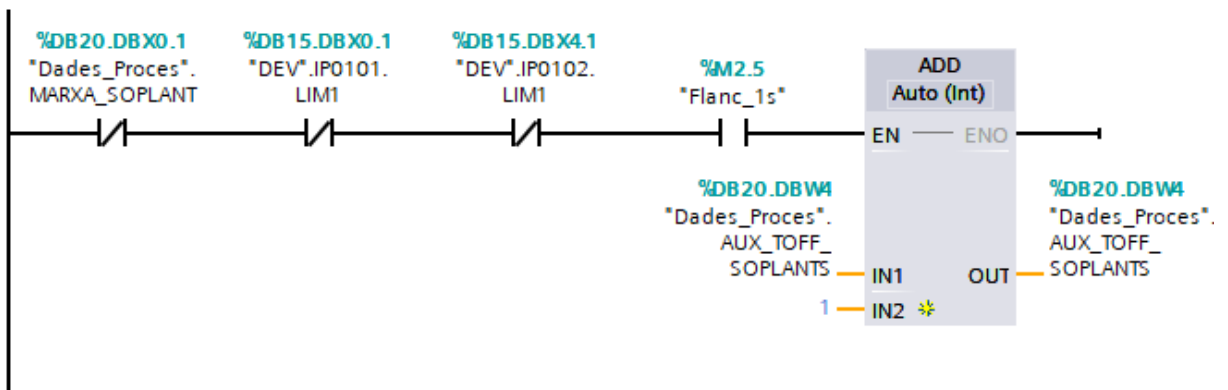 %DB20.DBX0.1
"Dades_Proces".
MARXA_SOPLANT
%DB15.DBX0.1
"DEV".IP0101.
LIM1
%DB15.DBX4.1
"DEV".IP0102.
LIM1
%M2.5
"Flanc_1s"
ADD
Auto (Int)
EN
ENO
%DB20.DBW4
"Dades_Proces".
AUX_TOFF_
SOPLANTS
IN1
1
IN2
OUT
%DB20.DBW4
"Dades_Proces".
AUX_TOFF_
SOPLANTS